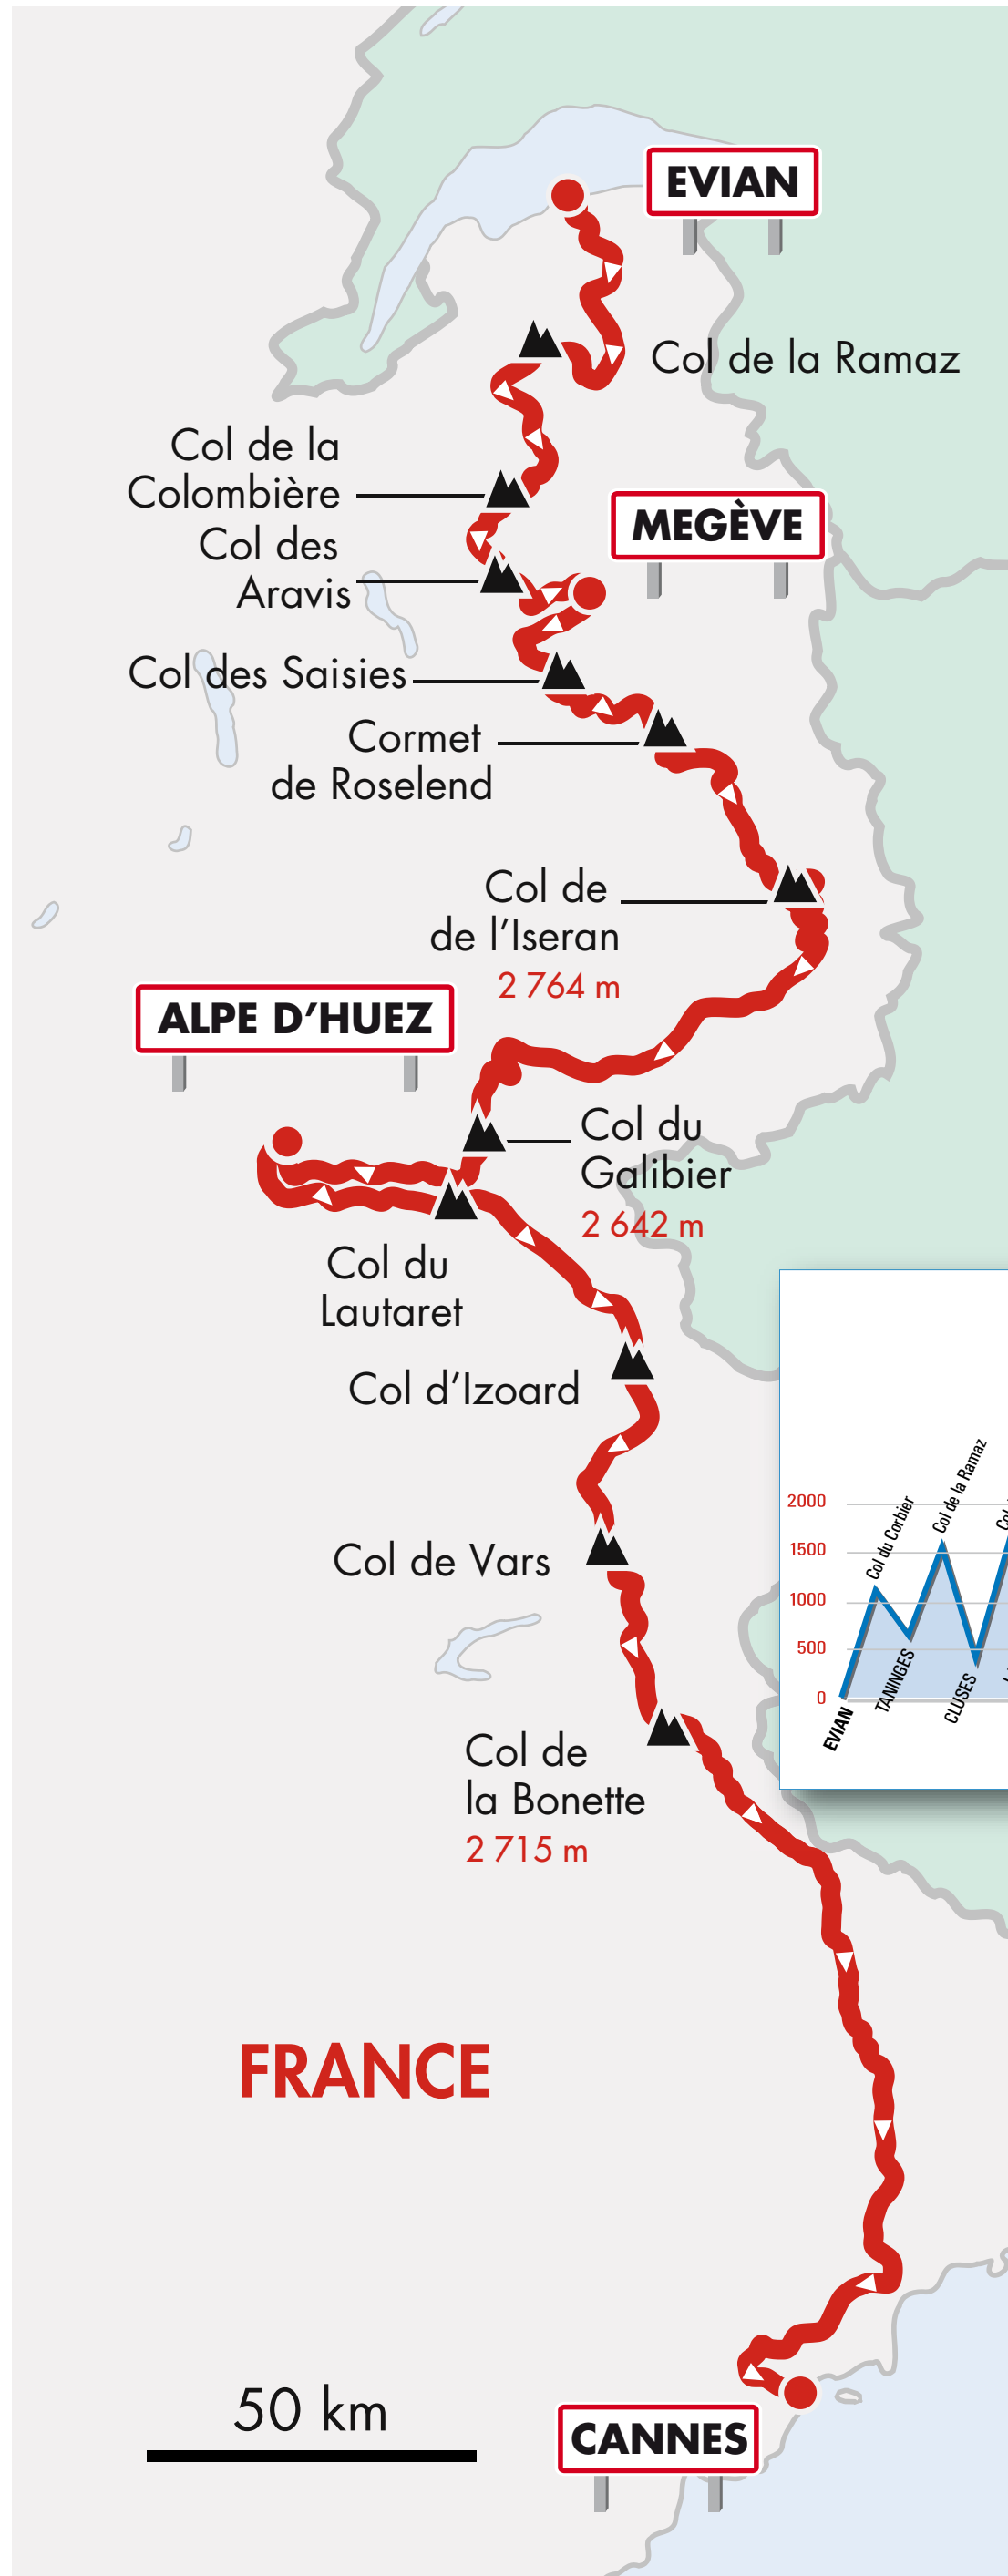 EVIAN
Col de la Ramaz
Col de la
Colombière
MEGÈVE
Col des
Aravis
Col des Saisies
Cormet
de Roselend
Col de
de l’Iseran
2 764 m
ALPE D’HUEZ
Col du
Galibier
2 642 m
Col du
Lautaret
Col d’Izoard
Col de Vars
Col de
la Bonette
2 715 m
2000
1500
1000
500
0
EVIAN
Col du Corbier
TANINGES
Col de la Ramaz
CLUSES
FRANCE
50 km
CANNES